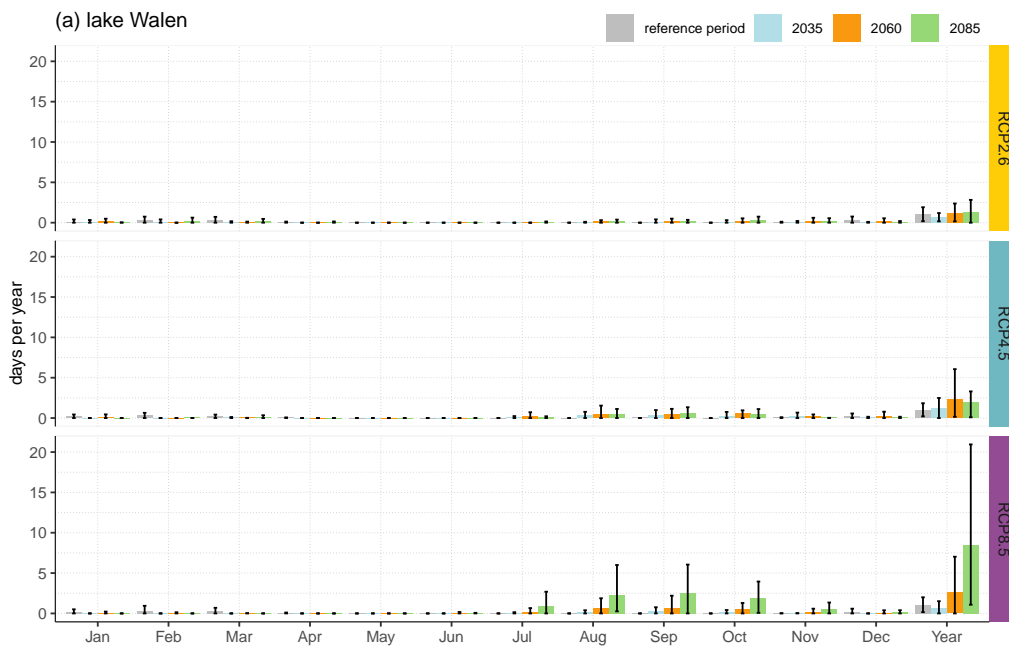 (a) lake Walen
reference period 2035 2060 2085
20
15
10
5
0
RCP2.6
20
15
10
5
0
RCP4.5
20
15
10
5
0
RCP8.5
days per year
Jan Feb Mar Apr May Jun Jul Aug Sep Oct Nov Dec Year